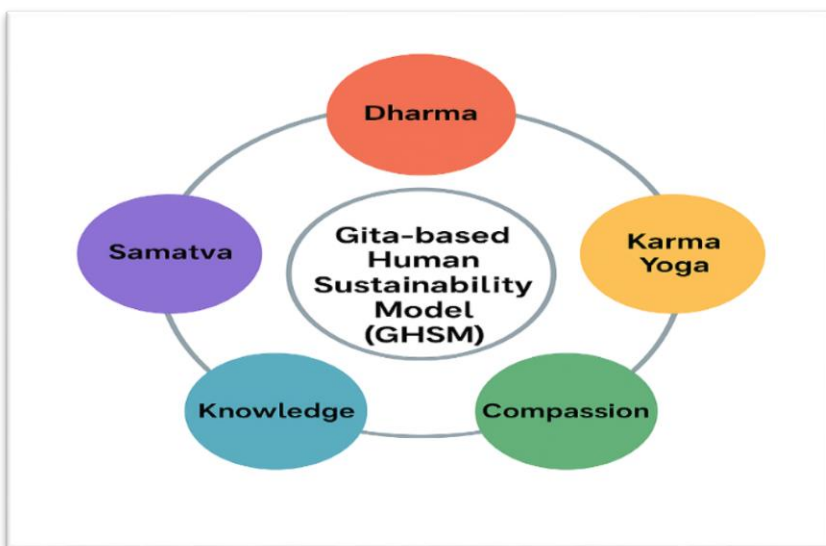 Dharma
Samatva
Gita-based
Human
Sustainability
Model
(GHSM)
Karma
Yoga
Knowledge
Compassion